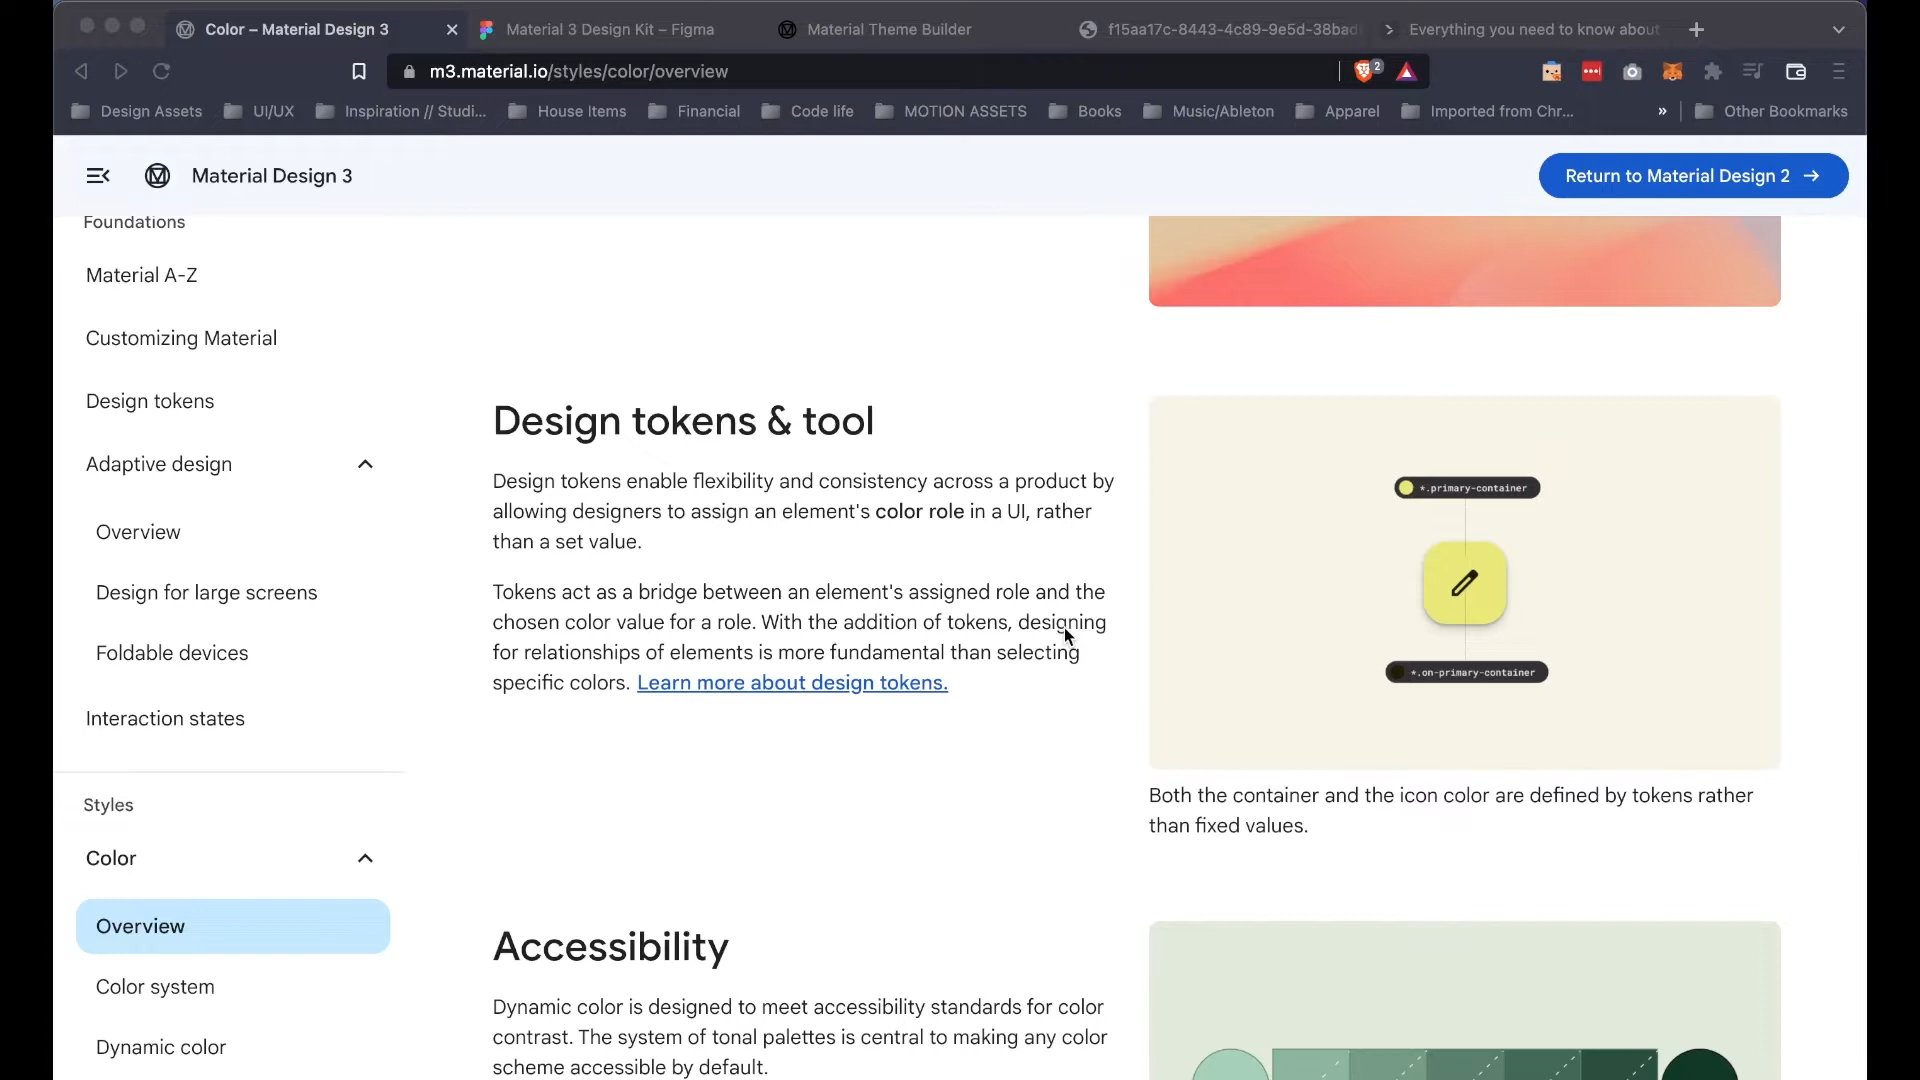 Color – Material Design 3
Material 3 Design Kit – Figma
Material Theme Builder
f15aa17c-8443-4c89-9e5d-38bad
Everything you need to know about
m3.material.io/styles/color/overview
2
Design Assets
UI/UX
Inspiration // Studi...
House Items
Financial
Code life
MOTION ASSETS
Books
Music/Ableton
Apparel
Imported from Chr...
»
Other Bookmarks
Material Design 3
Return to Material Design 2 →
Foundations
Material A-Z
Customizing Material
Design tokens
Adaptive design
Overview
Design for large screens
Foldable devices
Interaction states
Styles
Color
Overview
Color system
Dynamic color
Design tokens & tool
Design tokens enable flexibility and consistency across a product by
allowing designers to assign an element's color role in a UI, rather
than a set value.
Tokens act as a bridge between an element's assigned role and the
chosen color value for a role. With the addition of tokens, designing
for relationships of elements is more fundamental than selecting
specific colors. Learn more about design tokens.
*.primary-container
*.on-primary-container
Both the container and the icon color are defined by tokens rather
than fixed values.
Accessibility
Dynamic color is designed to meet accessibility standards for color
contrast. The system of tonal palettes is central to making any color
scheme accessible by default.